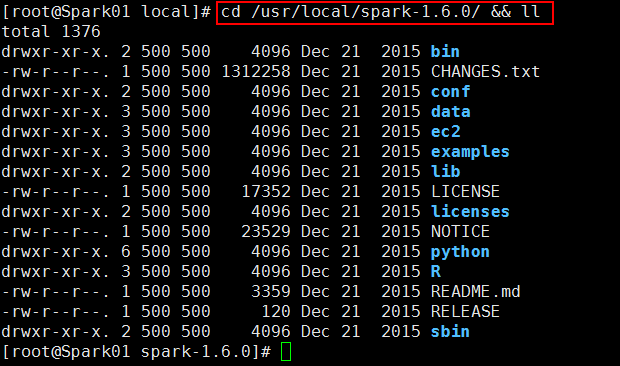 [root@Spark01 local]# cd /usr/local/spark-1.6.0/ && ll
total 1376
drwxr-xr-x. 2 500 500    4096 Dec 21  2015 bin
-rw-r--r--. 1 500 500 1312258 Dec 21  2015 CHANGES.txt
drwxr-xr-x. 2 500 500    4096 Dec 21  2015 conf
drwxr-xr-x. 3 500 500    4096 Dec 21  2015 data
drwxr-xr-x. 3 500 500    4096 Dec 21  2015 ec2
drwxr-xr-x. 3 500 500    4096 Dec 21  2015 examples
drwxr-xr-x. 2 500 500    4096 Dec 21  2015 lib
-rw-r--r--. 1 500 500   17352 Dec 21  2015 LICENSE
drwxr-xr-x. 2 500 500    4096 Dec 21  2015 licenses
-rw-r--r--. 1 500 500   23529 Dec 21  2015 NOTICE
drwxr-xr-x. 6 500 500    4096 Dec 21  2015 python
drwxr-xr-x. 3 500 500    4096 Dec 21  2015 R
-rw-r--r--. 1 500 500    3359 Dec 21  2015 README.md
-rw-r--r--. 1 500 500     120 Dec 21  2015 RELEASE
drwxr-xr-x. 2 500 500    4096 Dec 21  2015 sbin
[root@Spark01 spark-1.6.0]#